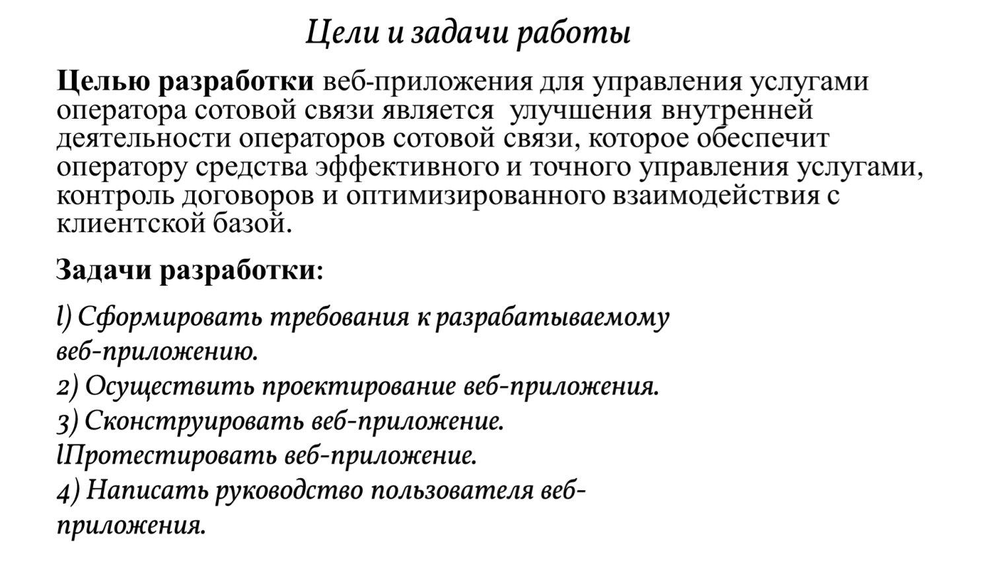 Цели и задачи работы
Целью разработки веб-приложения для управления услугами
оператора сотовой связи является  улучшения внутренней
деятельности операторов сотовой связи, которое обеспечит
оператору средства эффективного и точного управления услугами,
контроль договоров и оптимизированного взаимодействия с
клиентской базой.
Задачи разработки:
l) Сформировать требования к разрабатываемому
веб-приложению.
2) Осуществить проектирование веб-приложения.
3) Сконструировать веб-приложение.
lПротестировать веб-приложение.
4) Написать руководство пользователя веб-
приложения.